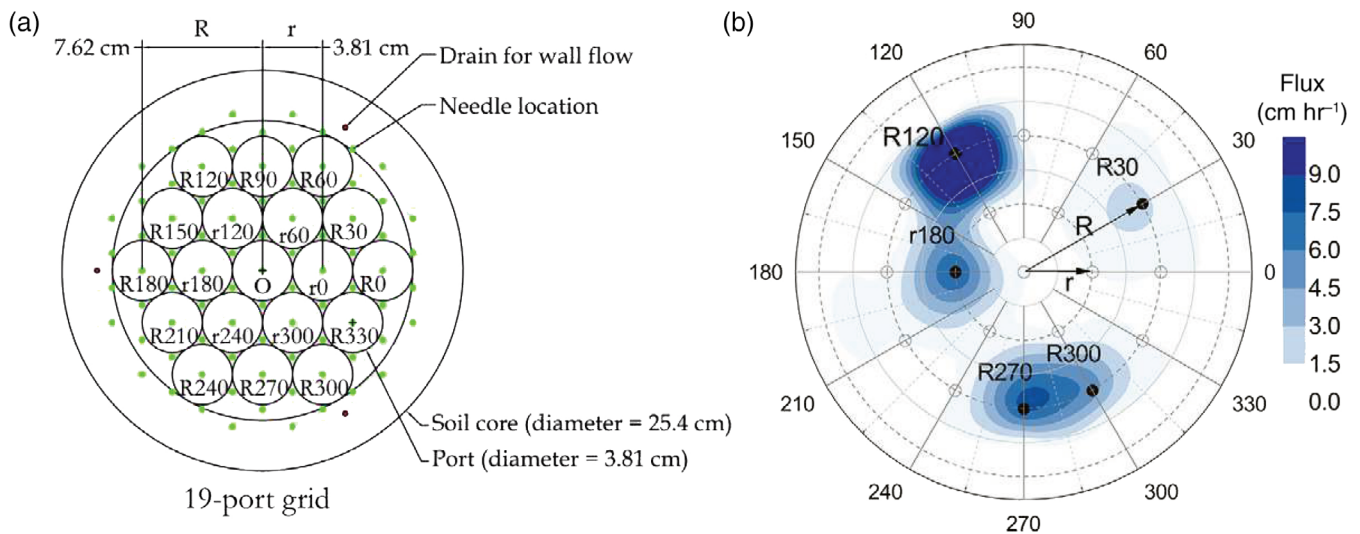 (a)
R
r
7.62 cm
3.81 cm
Drain for wall flow
Needle location
R120 R90 R60
R150 r120 r60 R30
R180 r180 O r0 R0
R210 r240 r300 R330
R240 R270 R300
Soil core (diameter = 25.4 cm)
Port (diameter = 3.81 cm)
19-port grid
(b)
90
120
60
150
30
180
0
210
330
240
300
270
R120
R30
R
r180
r
R300
R270
Flux
(cm hr⁻¹)
9.0
7.5
6.0
4.5
3.0
1.5
0.0